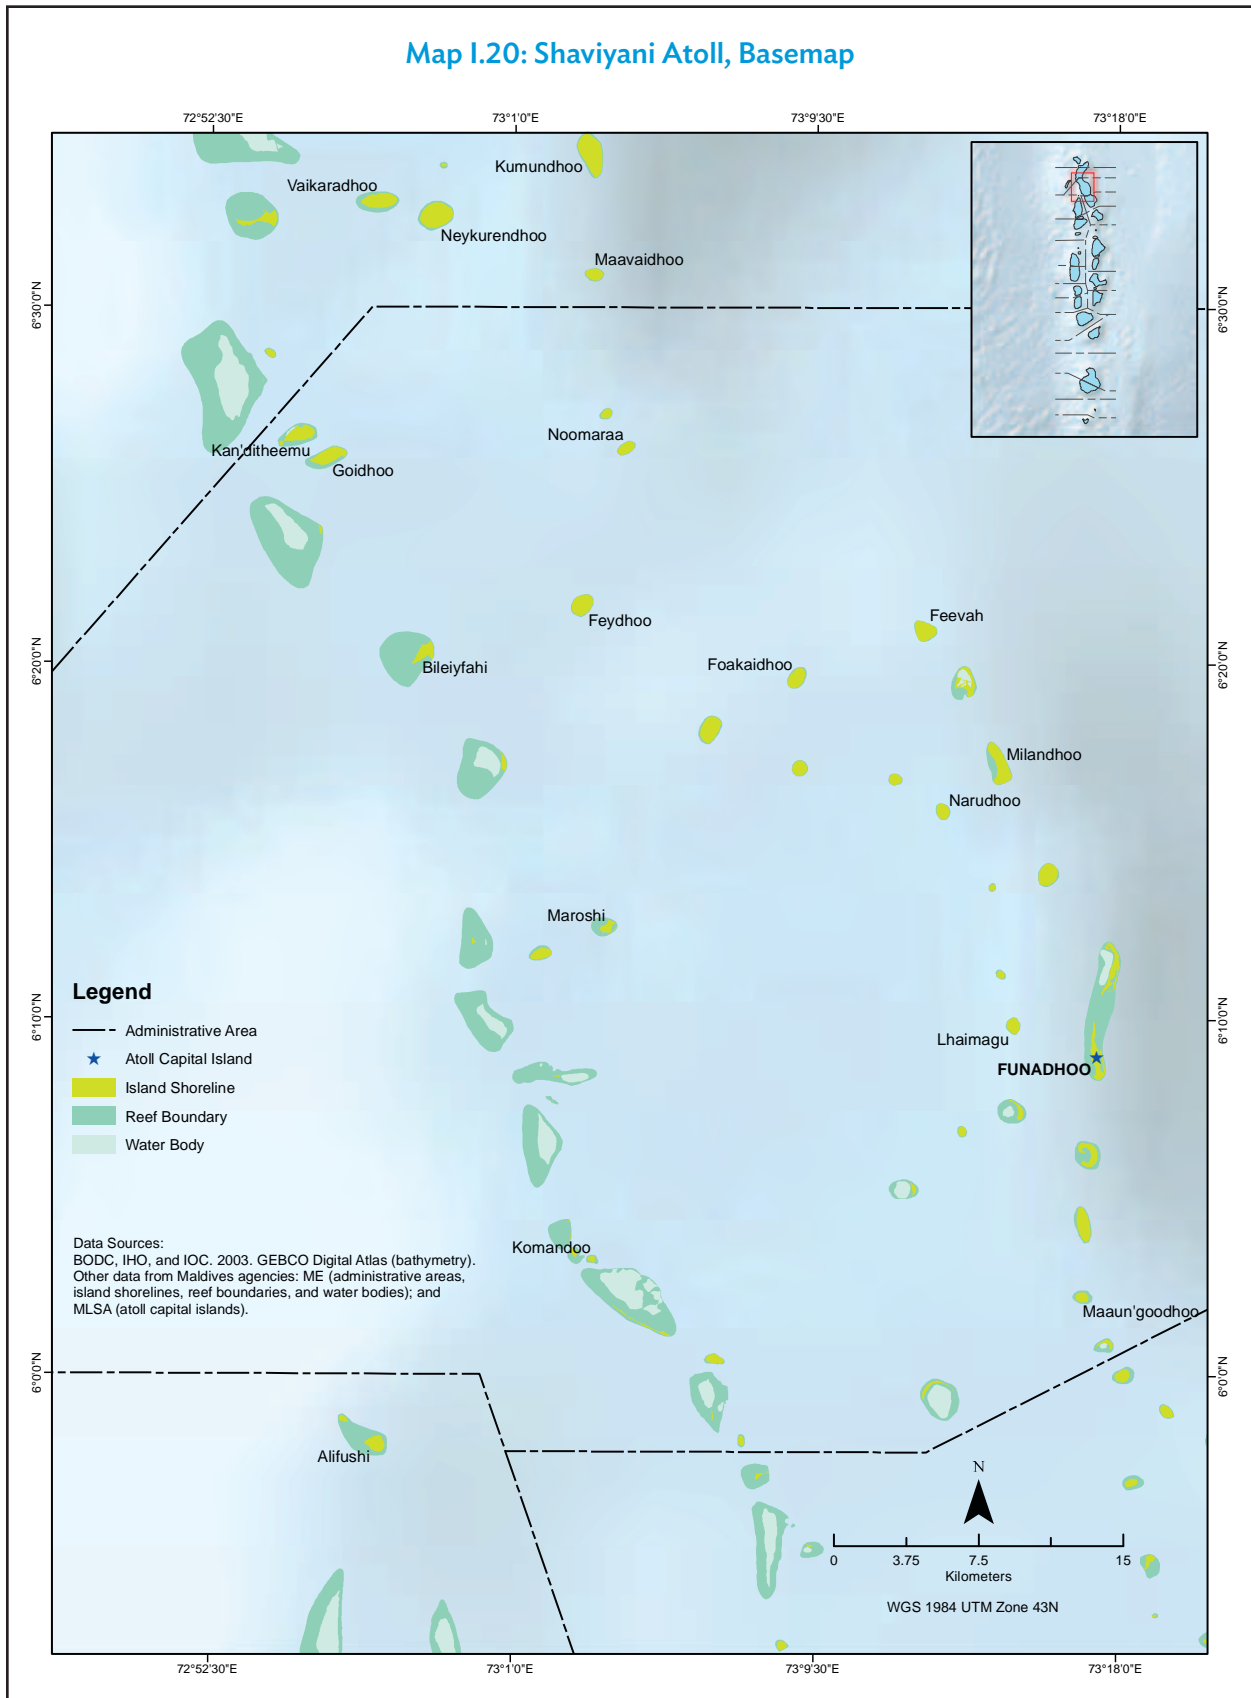 Map I.20: Shaviyani Atoll, Basemap
72°52'30"E
73°1'0"E
73°9'30"E
73°18'0"E
Kumundhoo
Vaikaradhoo
Neykurendhoo
Maavaidhoo
6°30'0"N
6°30'0"N
Noomaraa
Kan'ditheemu
Goidhoo
Feydhoo
Feevah
6°20'0"N
Bileiyfahi
Foakaidhoo
6°20'0"N
Milandhoo
Narudhoo
Maroshi
Legend
Administrative Area
Atoll Capital Island
Island Shoreline
Reef Boundary
Water Body
6°10'0"N
6°10'0"N
Lhaimagu
FUNADHOO
Komandoo
Data Sources:
BODC, IHO, and IOC. 2003. GEBCO Digital Atlas (bathymetry).
Other data from Maldives agencies: ME (administrative areas,
island shorelines, reef boundaries, and water bodies); and
MLSA (atoll capital islands).
Maaun'goodhoo
6°0'0"N
6°0'0"N
Alifushi
N
0 3.75 7.5 15
Kilometers
WGS 1984 UTM Zone 43N
72°52'30"E
73°1'0"E
73°9'30"E
73°18'0"E